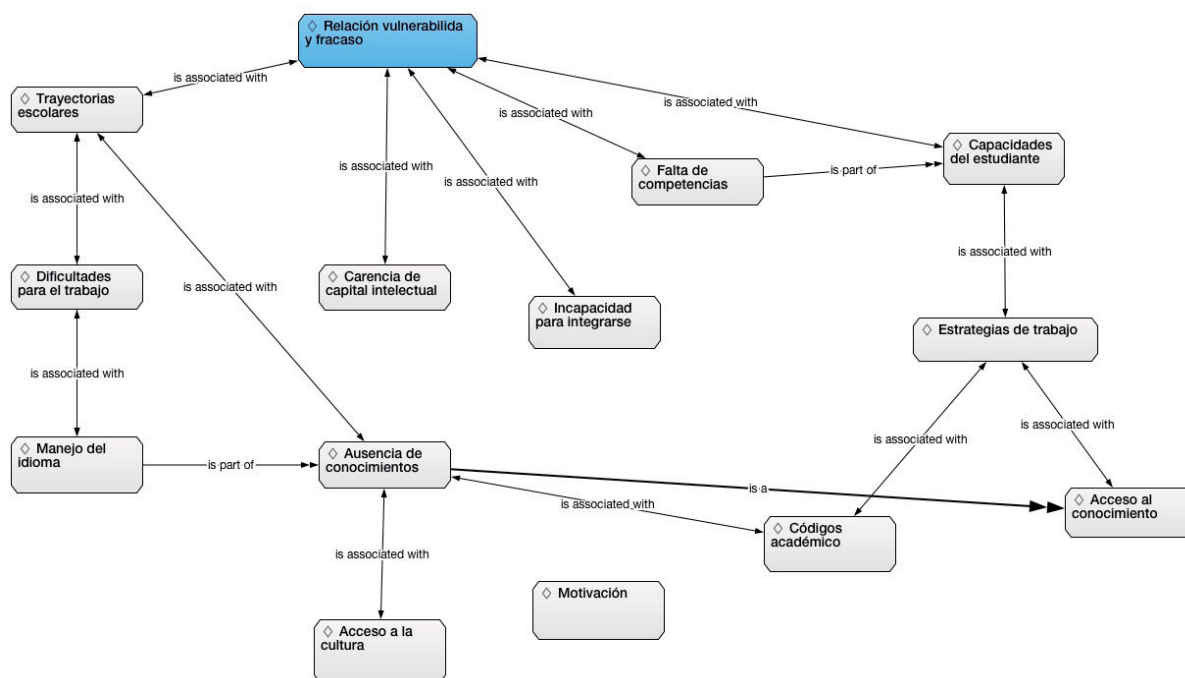 Relación vulnerabilida
y fracaso
is associated with
Trayectorias
escolares
is associated with
is associated with
Capacidades
del estudiante
is associated with
Falta de
competencias
is part of
is associated with
is associated with
is associated with
is associated with
Dificultades
para el trabajo
Carencia de
capital intelectual
is associated with
Incapacidad
para integrarse
Estrategias de trabajo
is associated with
is associated with
is associated with
Manejo del
idioma
is part of
Ausencia de
conocimientos
is a
is associated with
Acceso al
conocimiento
Códigos
académico
is associated with
Motivación
Acceso a la
cultura